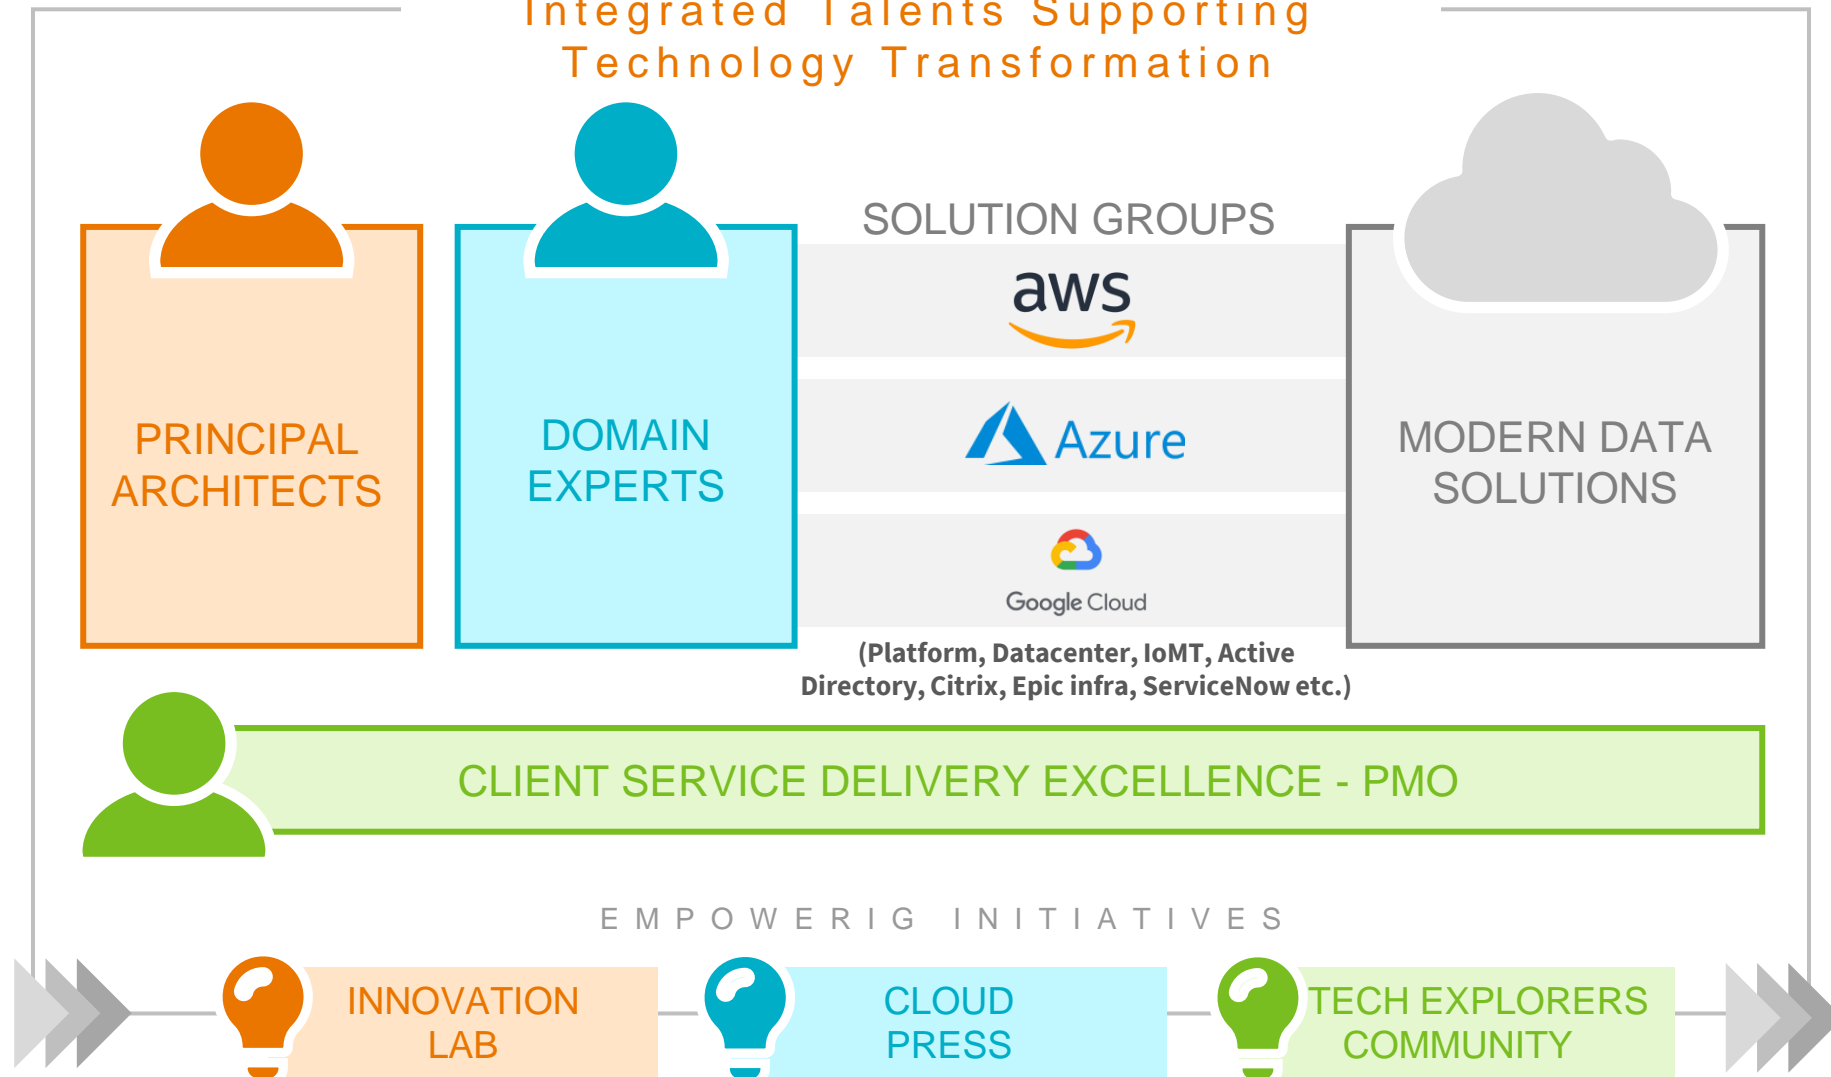 Integrated Talents Supporting
Technology Transformation
SOLUTION GROUPS
aws
Azure
Google Cloud
(Platform, Datacenter, IoMT, Active
Directory, Citrix, Epic infra, ServiceNow etc.)
PRINCIPAL
ARCHITECTS
DOMAIN
EXPERTS
MODERN DATA
SOLUTIONS
CLIENT SERVICE DELIVERY EXCELLENCE - PMO
EMPOWERIG INITIATIVES
INNOVATION
LAB
CLOUD
PRESS
TECH EXPLORERS
COMMUNITY